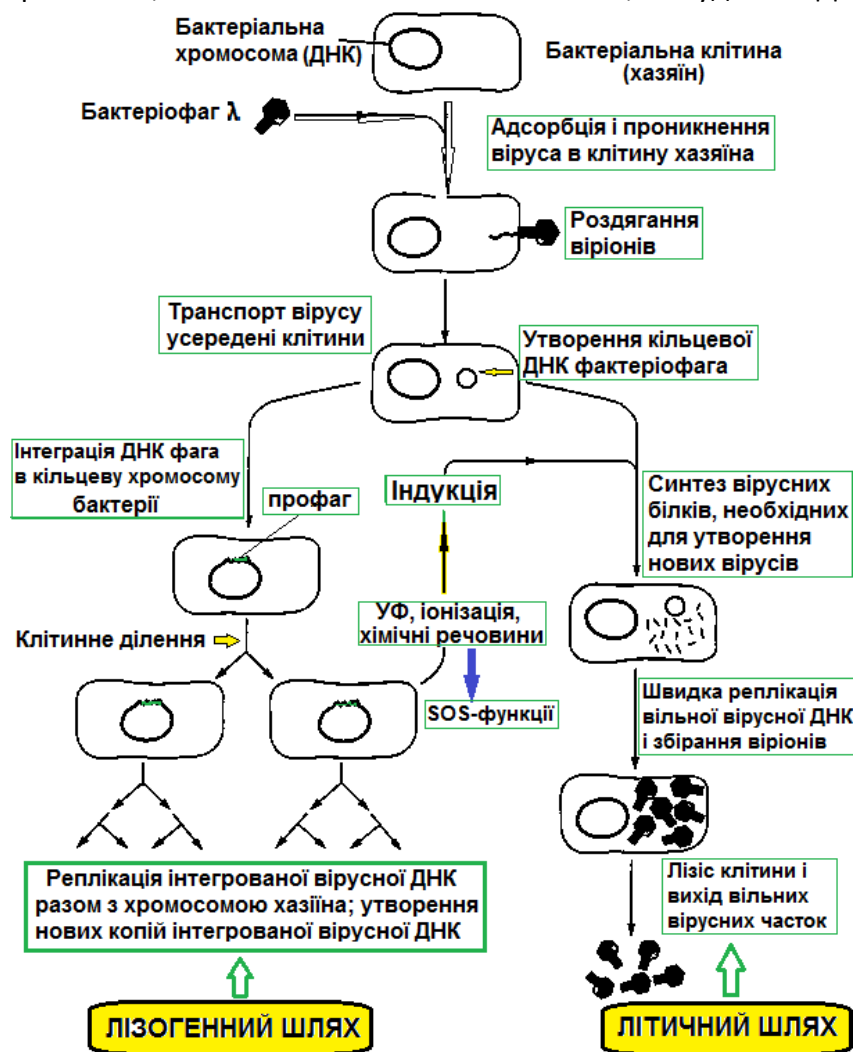 Бактеріальна
хромосома (ДНК)
Бактеріальна клітина
(хазяїн)
Бактеріофаг λ
Адсорбція і проникнення
віруса в клітину хазяїна
Роздягання
віріонів
Транспорт вірусу
усередені клітини
Утворення кільцевої
ДНК фактеріофага
Інтеграція ДНК фага
в кільцеву хромосому
бактерії
профаг
Індукція
Синтез вірусних
білків, необхідних
для утворення
нових вірусів
УФ, іонізація,
хімічні речовини
Клітинне ділення
SOS-функції
Швидка реплікація
вільної вірусної ДНК
і збирання віріонів
Реплікація інтегрованої вірусної ДНК
разом з хромосомою хазіїна; утворення
нових копій інтегрованої вірусної ДНК
Лізіс клітини і
вихід вільних
вірусних часток
ЛІЗОГЕННИЙ ШЛЯХ
ЛІТИЧНИЙ ШЛЯХ